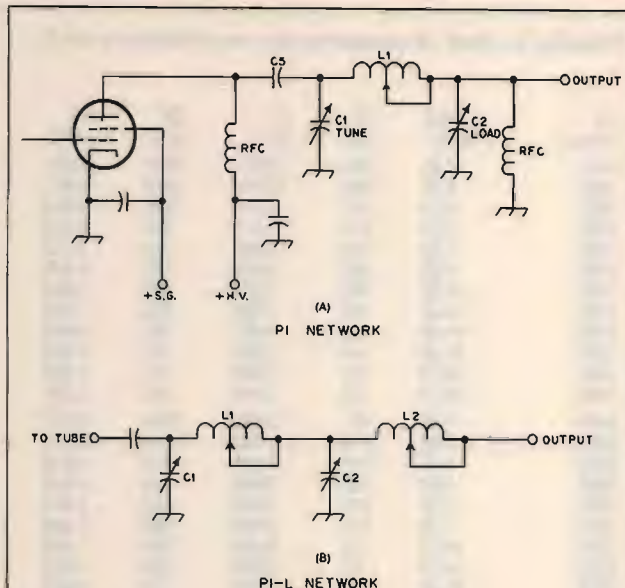 C5
L1
OUTPUT
C1
TUNE
C2
LOAD
RFC
RFC
+S.G.
+H.V.
(A)
PI NETWORK
L1
L2
TO TUBE
OUTPUT
C1
C2
(B)
PI-L NETWORK